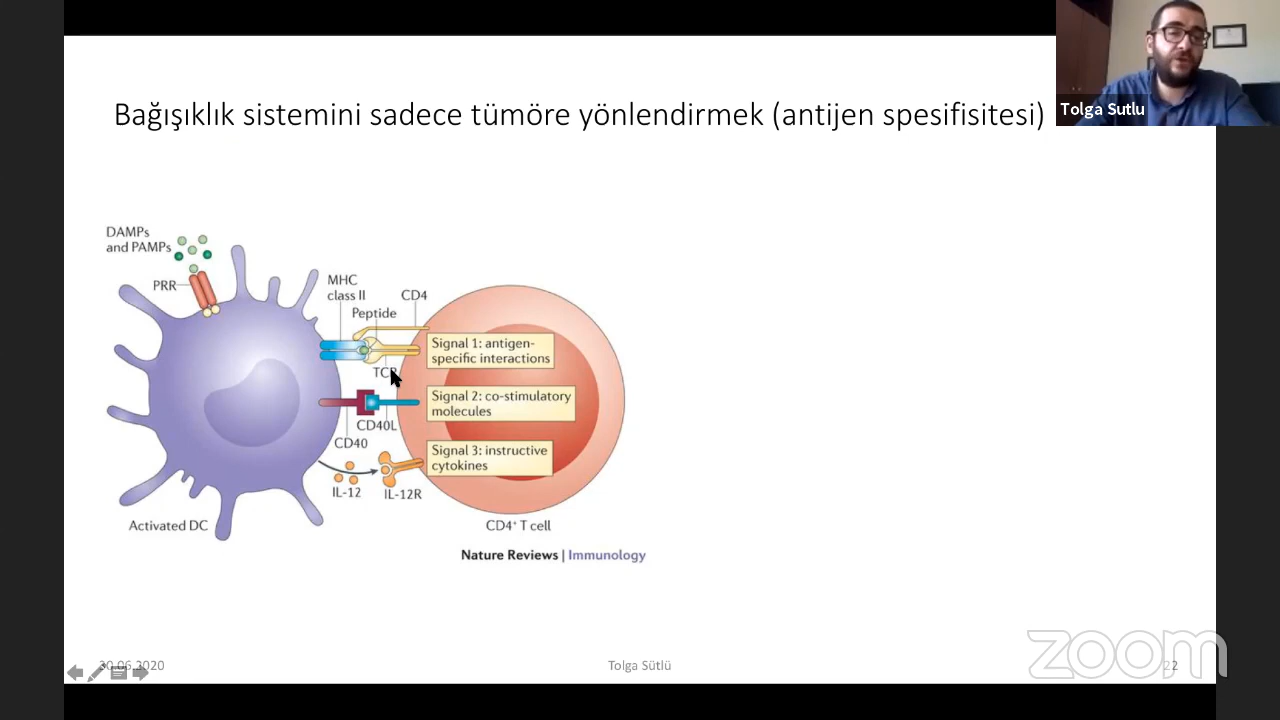 Tolga Sutlu
Bağışıklık sistemini sadece tümöre yönlendirmek (antijen spesifisitesi)
DAMPs
and PAMPs
PRR
MHC
class II
CD4
Peptide
Signal 1: antigen-
specific interactions
TCR
Signal 2: co-stimulatory
molecules
CD40L
CD40
Signal 3: instructive
cytokines
IL-12
IL-12R
Activated DC
CD4⁺ T cell
Nature Reviews | Immunology
30.06.2020
Tolga Sütlü
22
zoom